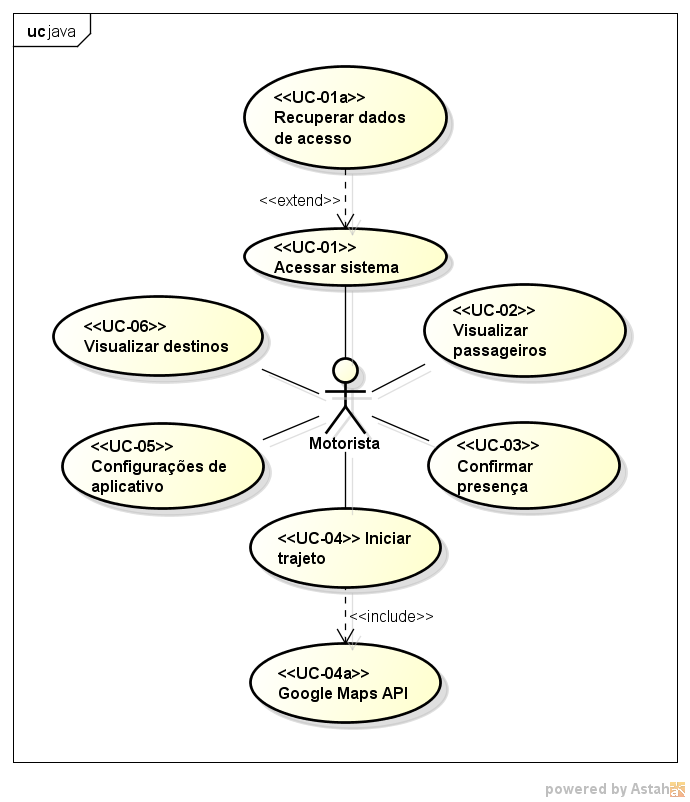 uc java
<<UC-01a>>
Recuperar dados
de acesso
<<extend>>
<<UC-01>>
Acessar sistema
<<UC-06>>
Visualizar destinos
<<UC-02>>
Visualizar
passageiros
Motorista
<<UC-05>>
Configurações de
aplicativo
<<UC-03>>
Confirmar
presença
<<UC-04>> Iniciar
trajeto
<<include>>
<<UC-04a>>
Google Maps API
powered by Astah